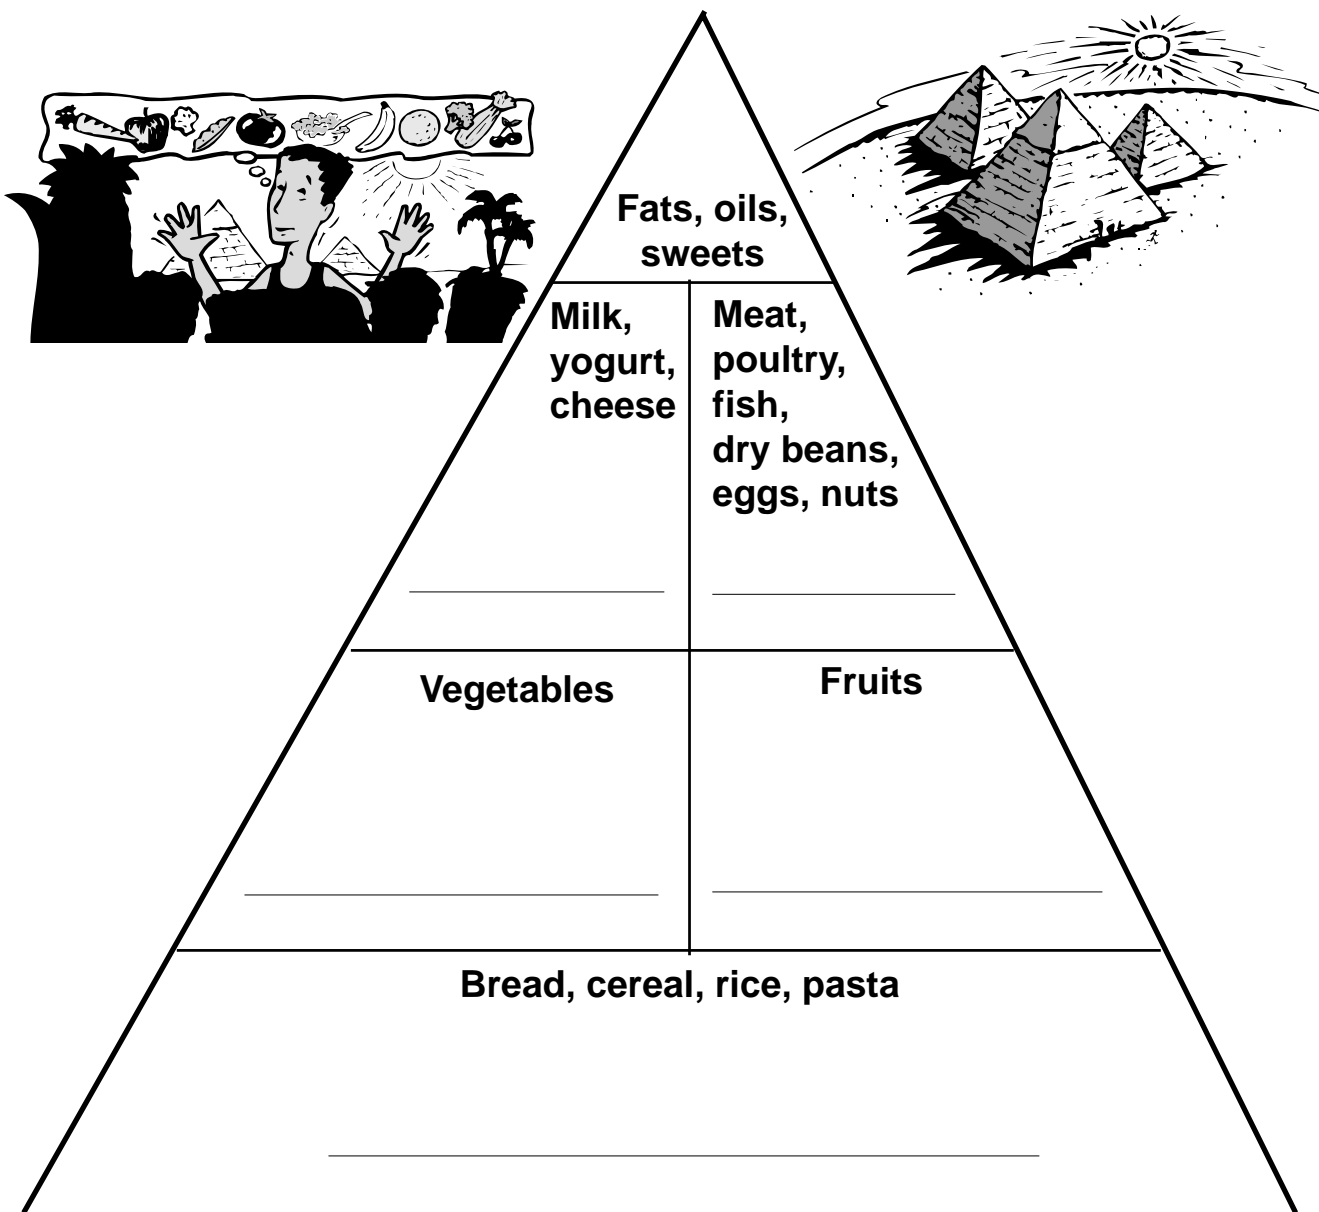 Fats, oils,
sweets
Milk,
yogurt,
cheese
Meat,
poultry,
fish,
dry beans,
eggs, nuts
Vegetables
Fruits
Bread, cereal, rice, pasta